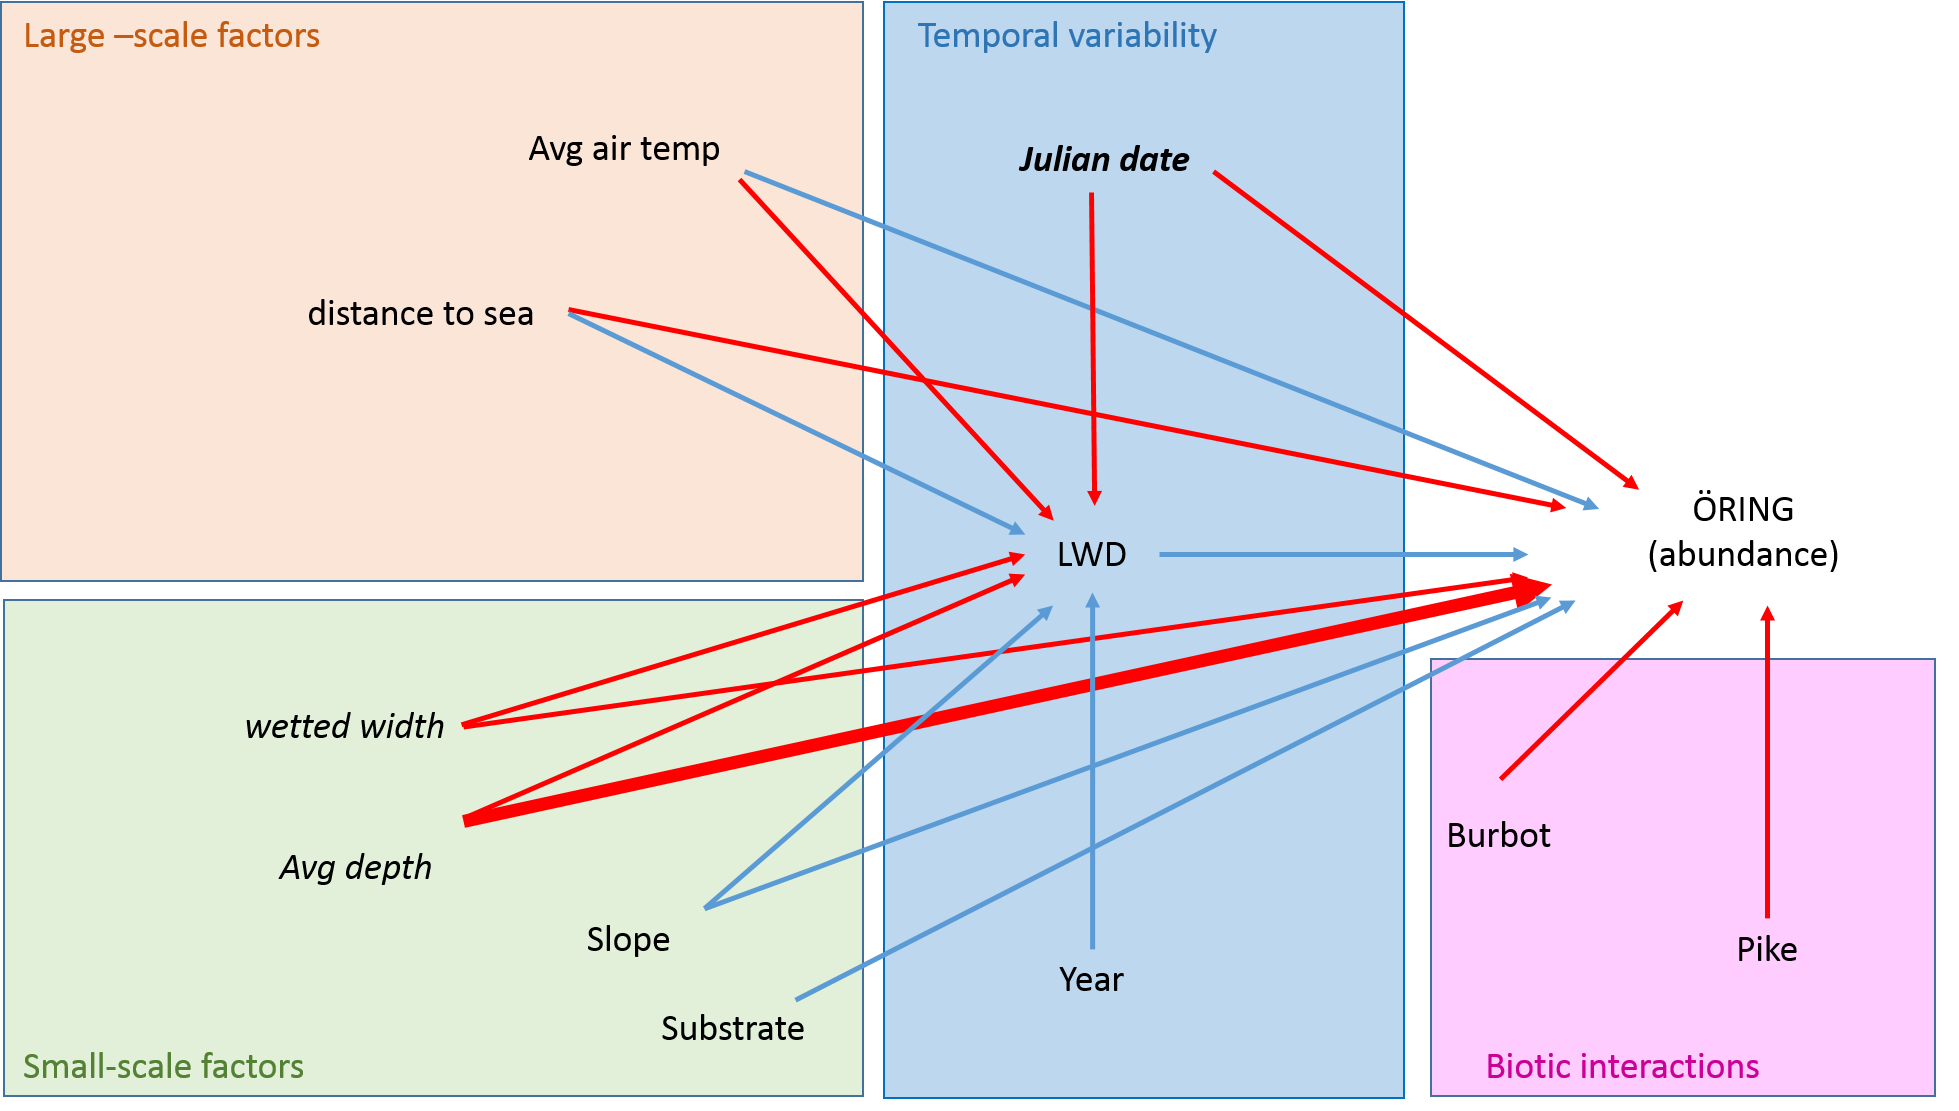 Large –scale factors
Temporal variability
Avg air temp
Julian date
distance to sea
ÖRING
(abundance)
LWD
wetted width
Avg depth
Burbot
Slope
Pike
Year
Substrate
Small-scale factors
Biotic interactions